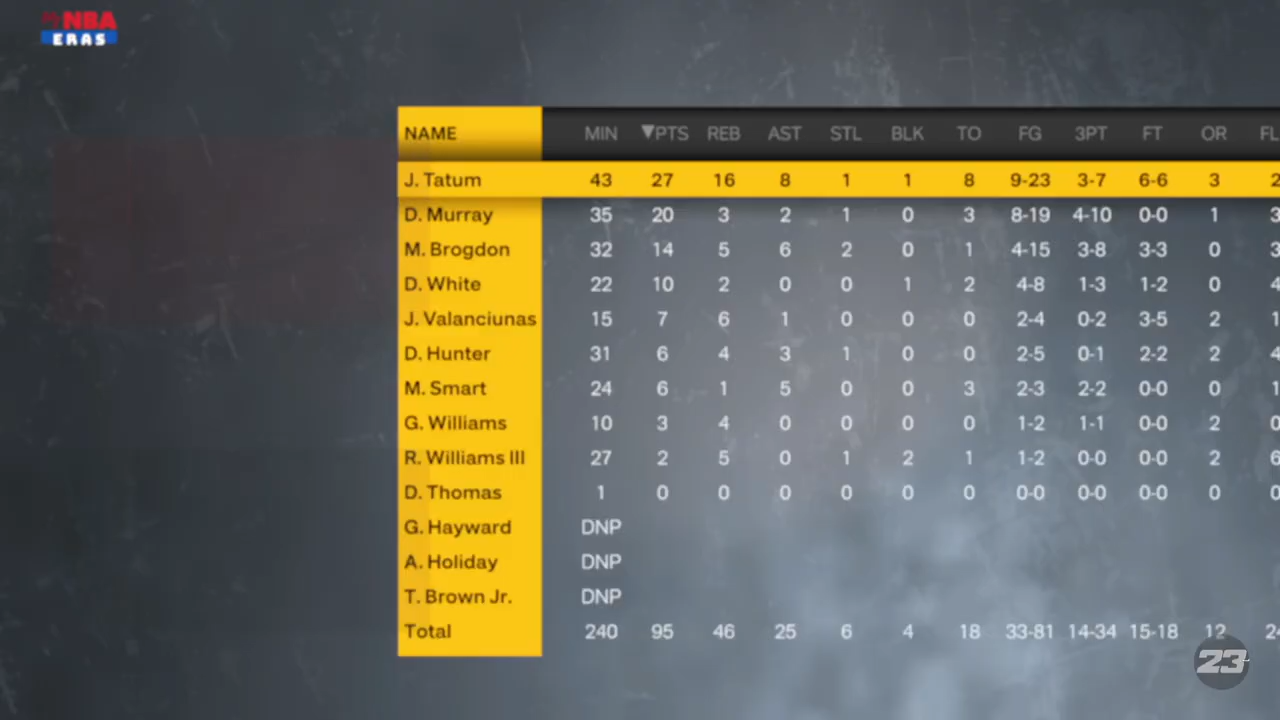 MyNBA
ERAS
NAME MIN ▼PTS REB AST STL BLK TO FG 3PT FT OR FL
J. Tatum 43 27 16 8 1 1 8 9-23 3-7 6-6 3 2
D. Murray 35 20 3 2 1 0 3 8-19 4-10 0-0 1 3
M. Brogdon 32 14 5 6 2 0 1 4-15 3-8 3-3 0 3
D. White 22 10 2 0 0 1 2 4-8 1-3 1-2 0 4
J. Valanciunas 15 7 6 1 0 0 0 2-4 0-2 3-5 2 1
D. Hunter 31 6 4 3 1 0 0 2-5 0-1 2-2 2 4
M. Smart 24 6 1 5 0 0 3 2-3 2-2 0-0 0 1
G. Williams 10 3 4 0 0 0 0 1-2 1-1 0-0 2 0
R. Williams III 27 2 5 0 1 2 1 1-2 0-0 0-0 2 6
D. Thomas 1 0 0 0 0 0 0 0-0 0-0 0-0 0 0
G. Hayward DNP
A. Holiday DNP
T. Brown Jr. DNP
Total 240 95 46 25 6 4 18 33-81 14-34 15-18 12 24
23